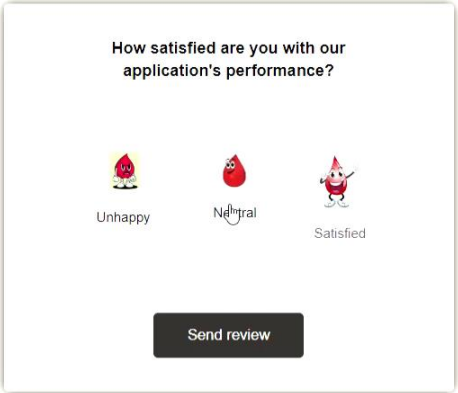 How satisfied are you with our
application's performance?
Unhappy
Neutral
Satisfied
Send review